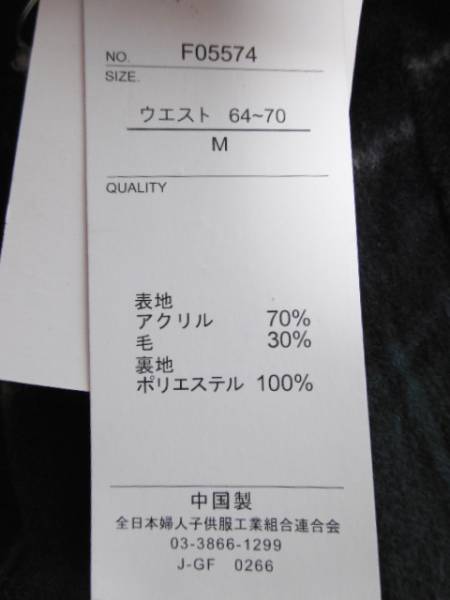 NO. F05574
SIZE.
ウエスト 64~70
M
QUALITY
表地
アクリル 70%
毛 30%
裏地
ポリエステル 100%
中国製
全日本婦人子供服工業組合連合会
03-3866-1299
J-GF 0266